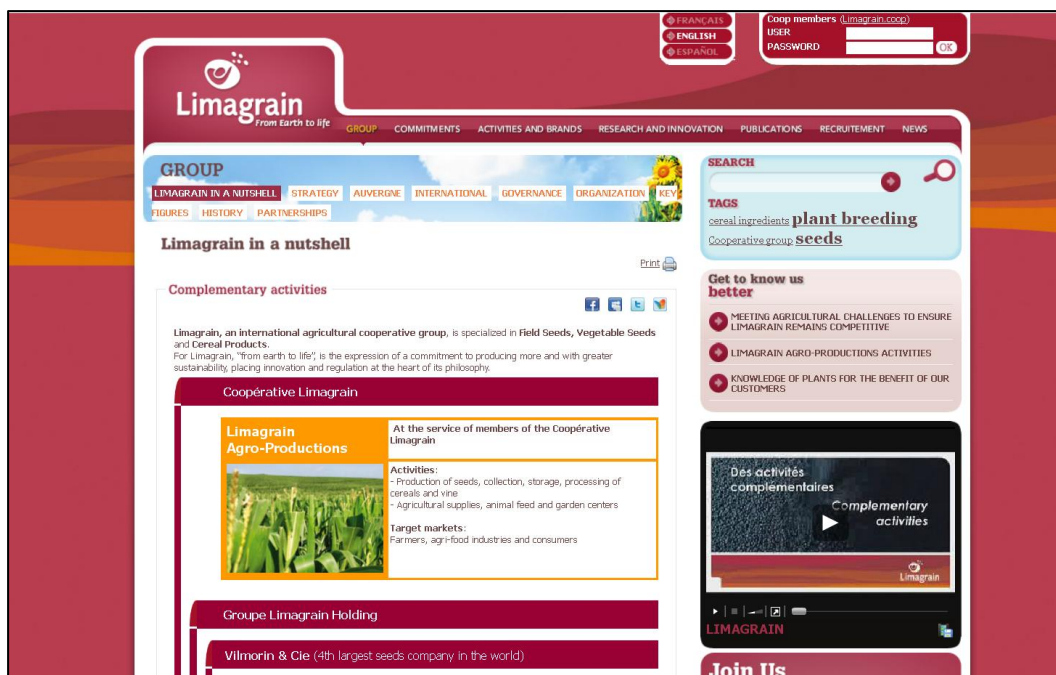 FRANÇAIS
ENGLISH
ESPAÑOL
Coop members (Limagrain.coop)
USER
PASSWORD
OK
Limagrain
From Earth to life
GROUP COMMITMENTS ACTIVITIES AND BRANDS RESEARCH AND INNOVATION PUBLICATIONS RECRUITEMENT NEWS
GROUP
LIMAGRAIN IN A NUTSHELL STRATEGY AUVERGNE INTERNATIONAL GOVERNANCE ORGANIZATION KEY
FIGURES HISTORY PARTNERSHIPS
Limagrain in a nutshell
Print
Complementary activities
Limagrain, an international agricultural cooperative group, is specialized in Field Seeds, Vegetable Seeds
and Cereal Products.
For Limagrain, "from earth to life", is the expression of a commitment to producing more and with greater
sustainability, placing innovation and regulation at the heart of its philosophy.
Coopérative Limagrain
Limagrain
Agro-Productions
At the service of members of the Coopérative
Limagrain
Activities:
- Production of seeds, collection, storage, processing of
cereals and vine
- Agricultural supplies, animal feed and garden centers
Target markets:
Farmers, agri-food industries and consumers
Groupe Limagrain Holding
Vilmorin & Cie (4th largest seeds company in the world)
SEARCH
TAGS
cereal ingredients plant breeding
Cooperative group seeds
Get to know us
better
MEETING AGRICULTURAL CHALLENGES TO ENSURE
LIMAGRAIN REMAINS COMPETITIVE
LIMAGRAIN AGRO-PRODUCTIONS ACTIVITIES
KNOWLEDGE OF PLANTS FOR THE BENEFIT OF OUR
CUSTOMERS
Des activités
complémentaires
Complementary
activities
Limagrain
LIMAGRAIN
Join Us